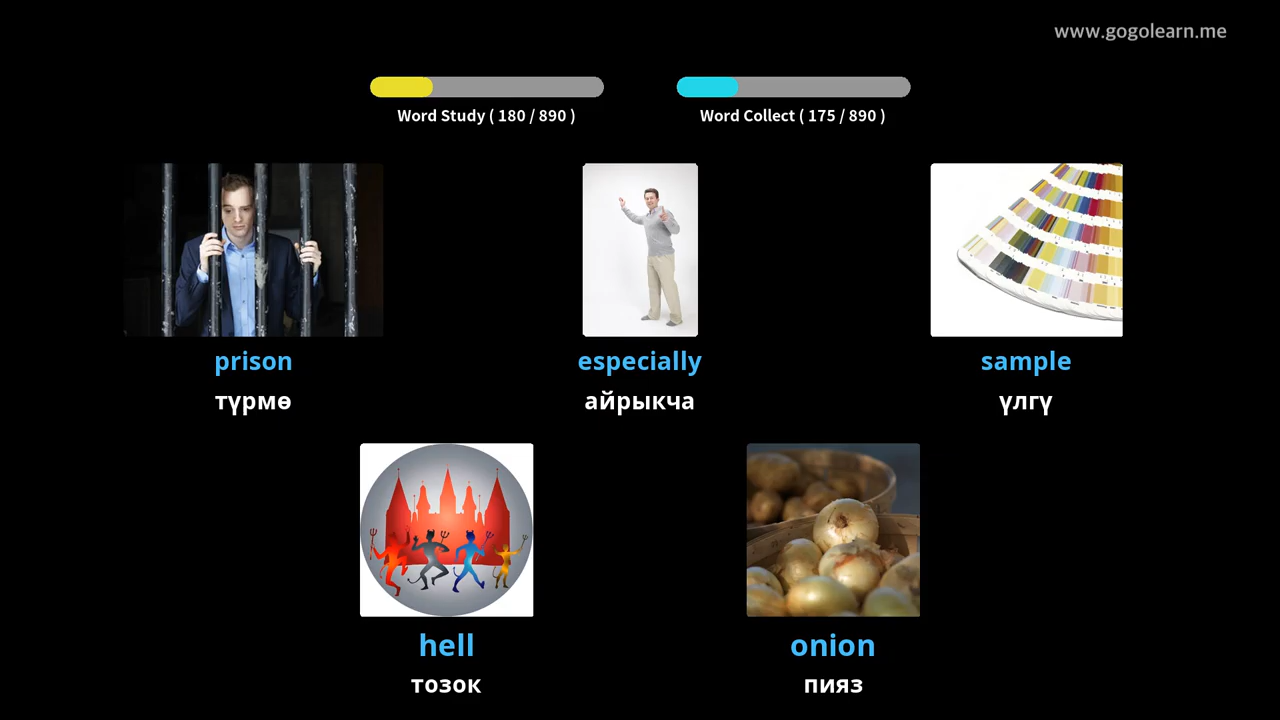 www.gogolearn.me
Word Study ( 180 / 890 )
Word Collect ( 175 / 890 )
prison
especially
sample
түрмө
айрыкча
үлгү
hell
onion
тозок
пияз